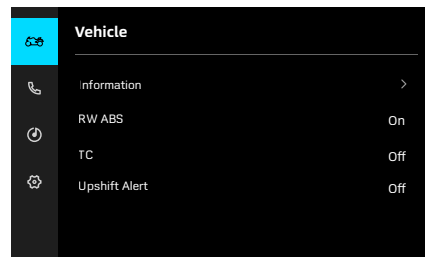 Vehicle
Information
RW ABS On
TC Off
Upshift Alert Off